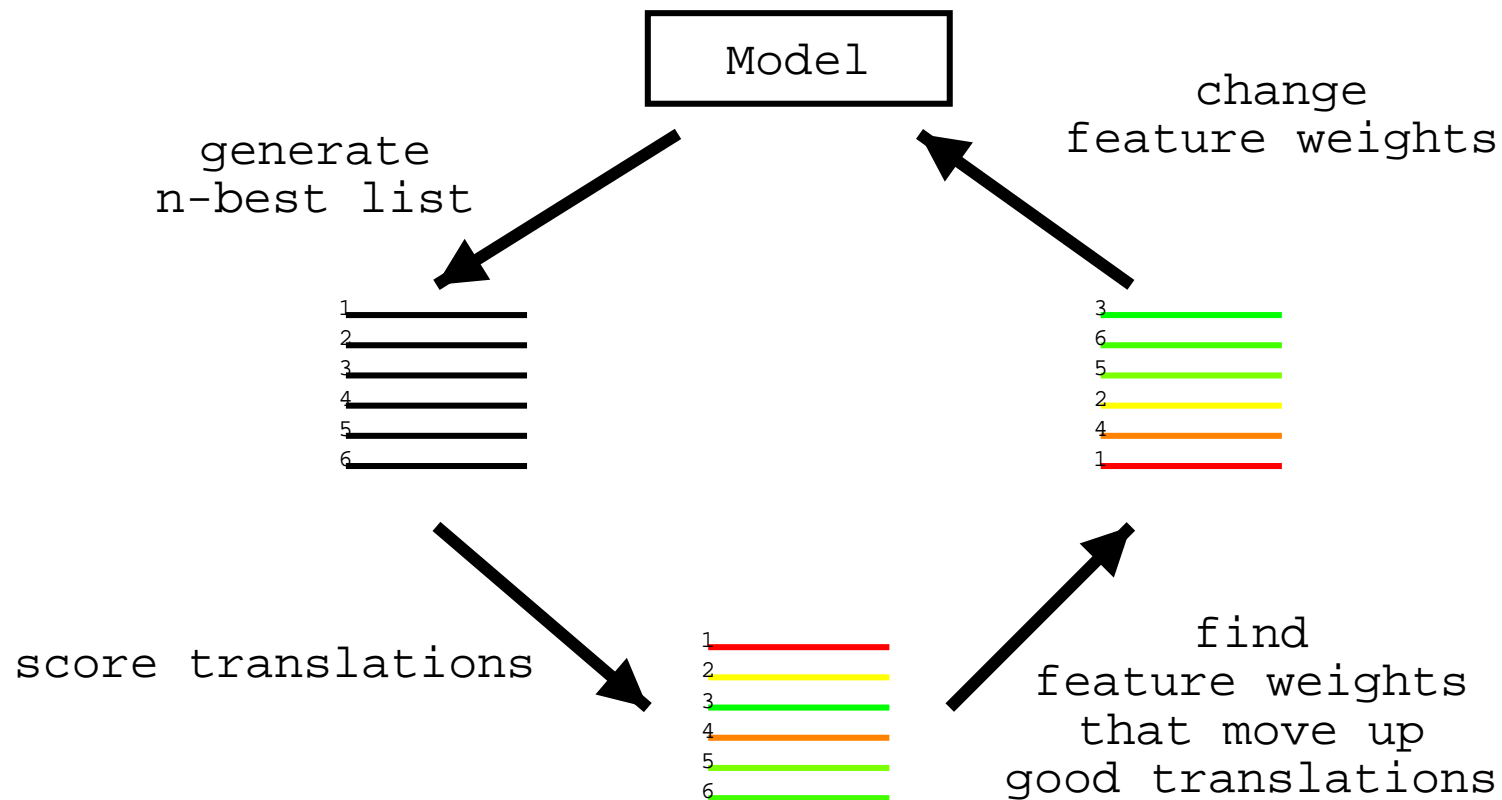 Model
change
feature weights
generate
n-best list
1
2
3
4
5
6
3
6
5
2
4
1
score translations
1
2
3
4
5
6
find
feature weights
that move up
good translations